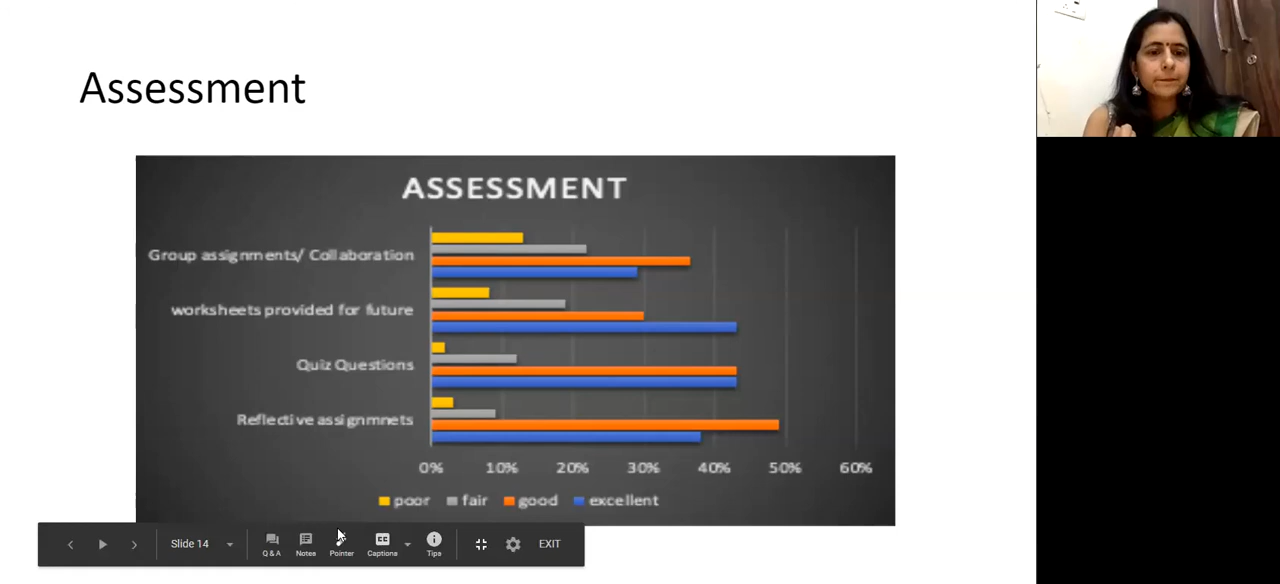 Assessment
ASSESSMENT
Group assignments/ Collaboration
worksheets provided for future
Quiz Questions
Reflective assignmnets
0% 10% 20% 30% 40% 50% 60%
poor fair good excellent
Slide 14
Q & A Notes Pointer Captions Tips EXIT